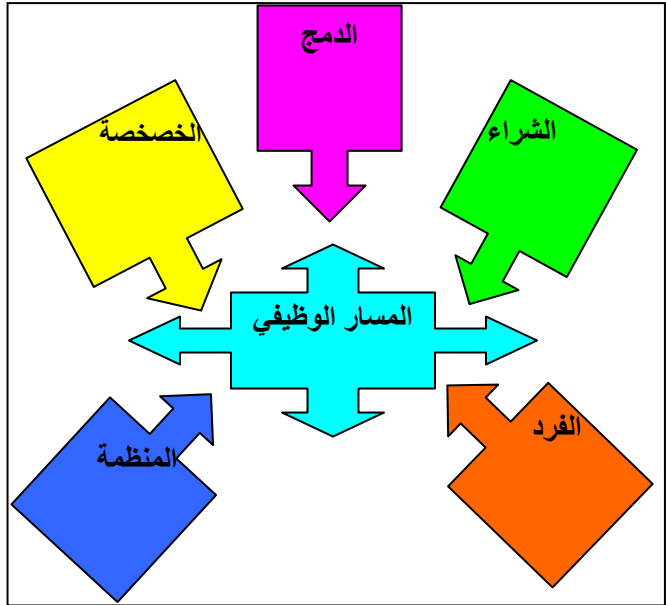 الدمج
الشراء
الخصخصة
المسار الوظيفي
الفرد
المنظمة